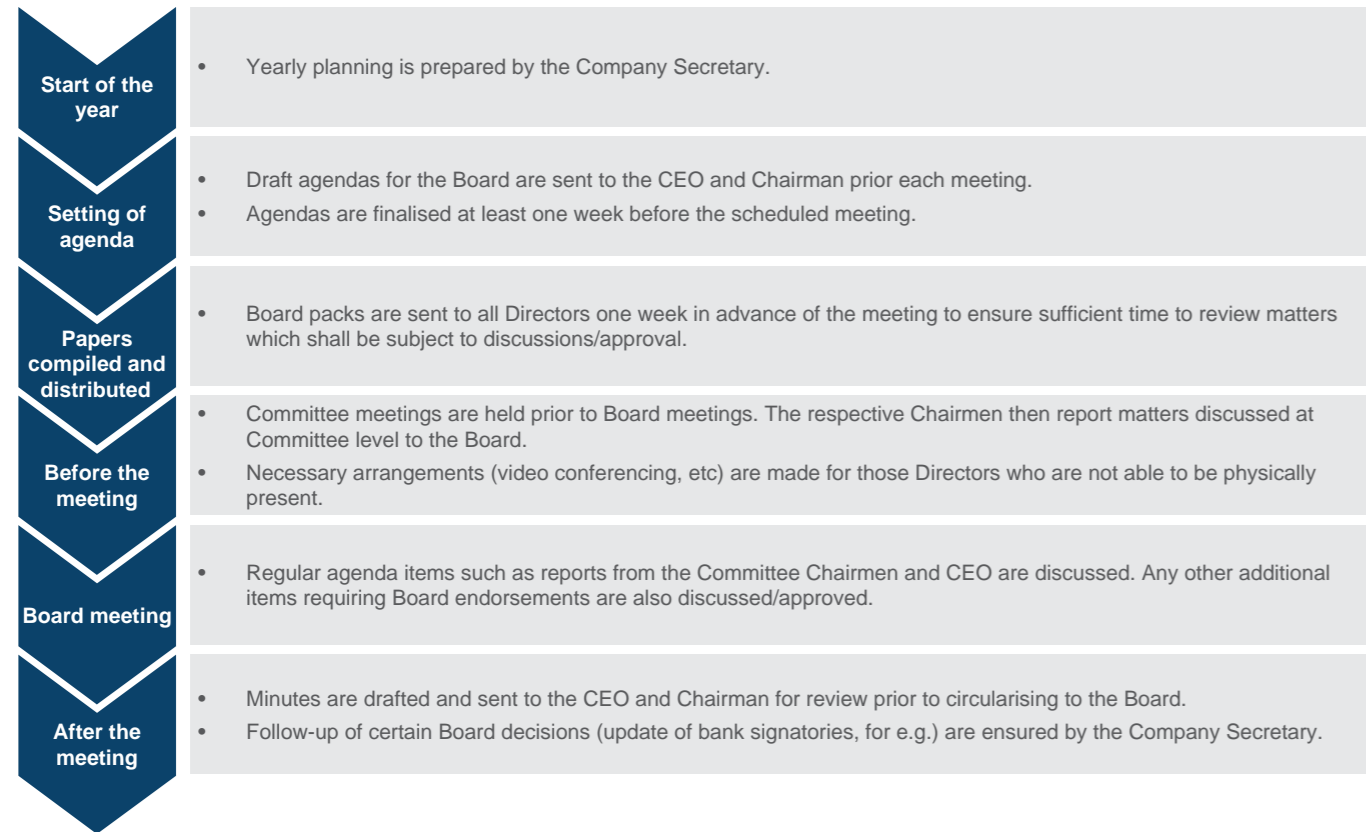 Start of the
year
• Yearly planning is prepared by the Company Secretary.
Setting of
agenda
• Draft agendas for the Board are sent to the CEO and Chairman prior each meeting.
• Agendas are finalised at least one week before the scheduled meeting.
Papers
compiled and
distributed
• Board packs are sent to all Directors one week in advance of the meeting to ensure sufficient time to review matters
which shall be subject to discussions/approval.
Before the
meeting
• Committee meetings are held prior to Board meetings. The respective Chairmen then report matters discussed at
Committee level to the Board.
• Necessary arrangements (video conferencing, etc) are made for those Directors who are not able to be physically
present.
Board meeting
• Regular agenda items such as reports from the Committee Chairmen and CEO are discussed. Any other additional
items requiring Board endorsements are also discussed/approved.
After the
meeting
• Minutes are drafted and sent to the CEO and Chairman for review prior to circularising to the Board.
• Follow-up of certain Board decisions (update of bank signatories, for e.g.) are ensured by the Company Secretary.